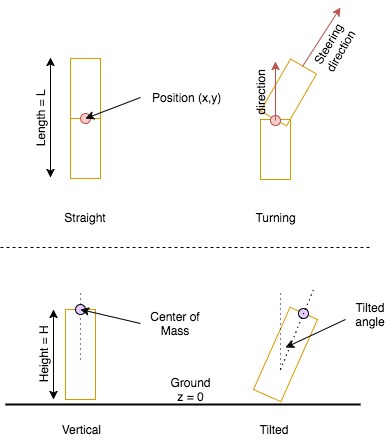 Length = L
Position (x,y)
direction
Steering
direction
Straight
Turning
Height = H
Center of
Mass
Tilted
angle
Ground
z = 0
Vertical
Tilted